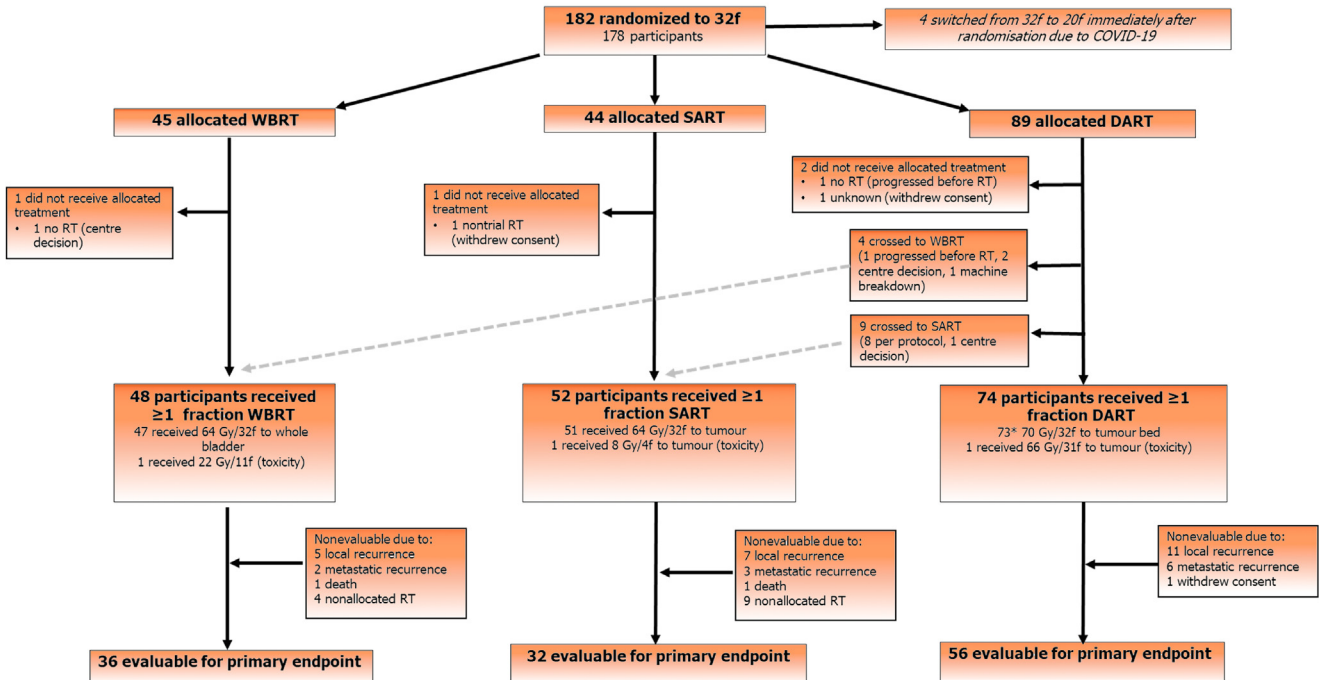 182 randomized to 32f
178 participants
4 switched from 32f to 20f immediately after
randomisation due to COVID-19
45 allocated WBRT
44 allocated SART
89 allocated DART
1 did not receive allocated
treatment
• 1 no RT (centre
decision)
1 did not receive allocated
treatment
• 1 nontrial RT
(withdrew consent)
2 did not receive allocated treatment
• 1 no RT (progressed before RT)
• 1 unknown (withdrew consent)
4 crossed to WBRT
(1 progressed before RT, 2
centre decision, 1 machine
breakdown)
9 crossed to SART
(8 per protocol, 1 centre
decision)
48 participants received
≥1 fraction WBRT
47 received 64 Gy/32f to whole
bladder
1 received 22 Gy/11f (toxicity)
52 participants received ≥1
fraction SART
51 received 64 Gy/32f to tumour
1 received 8 Gy/4f to tumour (toxicity)
74 participants received ≥1
fraction DART
73* 70 Gy/32f to tumour bed
1 received 66 Gy/31f to tumour (toxicity)
Nonevaluable due to:
5 local recurrence
2 metastatic recurrence
1 death
4 nonallocated RT
Nonevaluable due to:
7 local recurrence
3 metastatic recurrence
1 death
9 nonallocated RT
Nonevaluable due to:
11 local recurrence
6 metastatic recurrence
1 withdrew consent
36 evaluable for primary endpoint
32 evaluable for primary endpoint
56 evaluable for primary endpoint